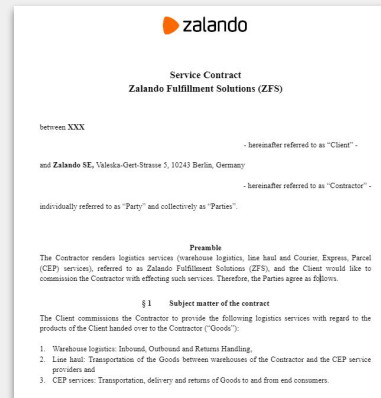 zalando
Service Contract
Zalando Fulfillment Solutions (ZFS)
between XXX
- hereinafter referred to as “Client” -
and Zalando SE, Valeska-Gert-Strasse 5, 10243 Berlin, Germany
- hereinafter referred to as “Contractor” -
individually referred to as “Party” and collectively as “Parties”.
Preamble
The Contractor renders logistics services (warehouse logistics, line haul and Courier, Express, Parcel
(CEP) services), referred to as Zalando Fulfillment Solutions (ZFS), and the Client would like to
commission the Contractor with effecting such services. Therefore, the Parties agree as follows.
§ 1 Subject matter of the contract
The Client commissions the Contractor to provide the following logistics services with regard to the
products of the Client handed over to the Contractor (“Goods”):
1. Warehouse logistics: Inbound, Outbound and Returns Handling,
2. Line haul: Transportation of the Goods between warehouses of the Contractor and the CEP service
providers and
3. CEP services: Transportation, delivery and returns of Goods to and from end consumers.